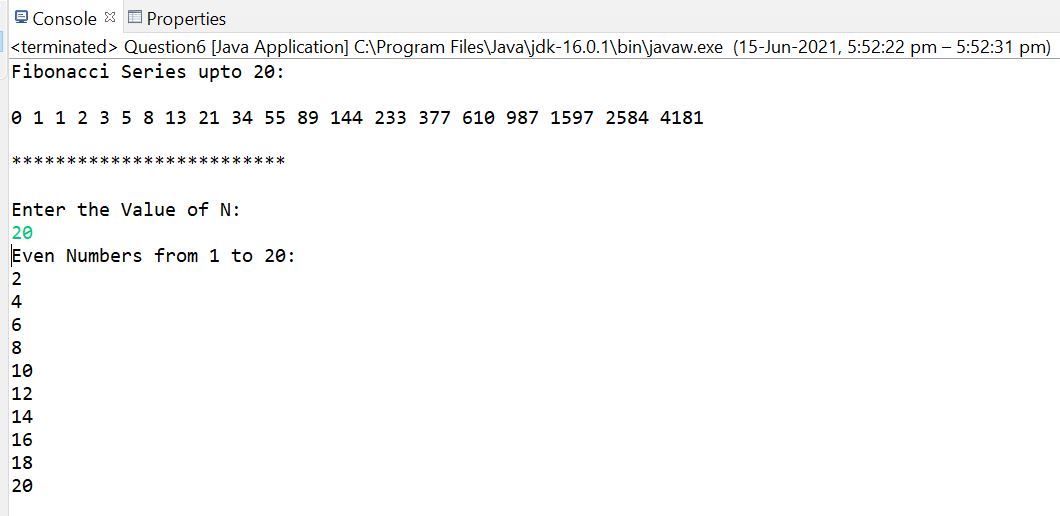 Console Properties
<terminated> Question6 [Java Application] C:\Program Files\Java\jdk-16.0.1\bin\javaw.exe (15-Jun-2021, 5:52:22 pm – 5:52:31 pm)
Fibonacci Series upto 20:
0 1 1 2 3 5 8 13 21 34 55 89 144 233 377 610 987 1597 2584 4181
*************************
Enter the Value of N:
20
Even Numbers from 1 to 20:
2
4
6
8
10
12
14
16
18
20